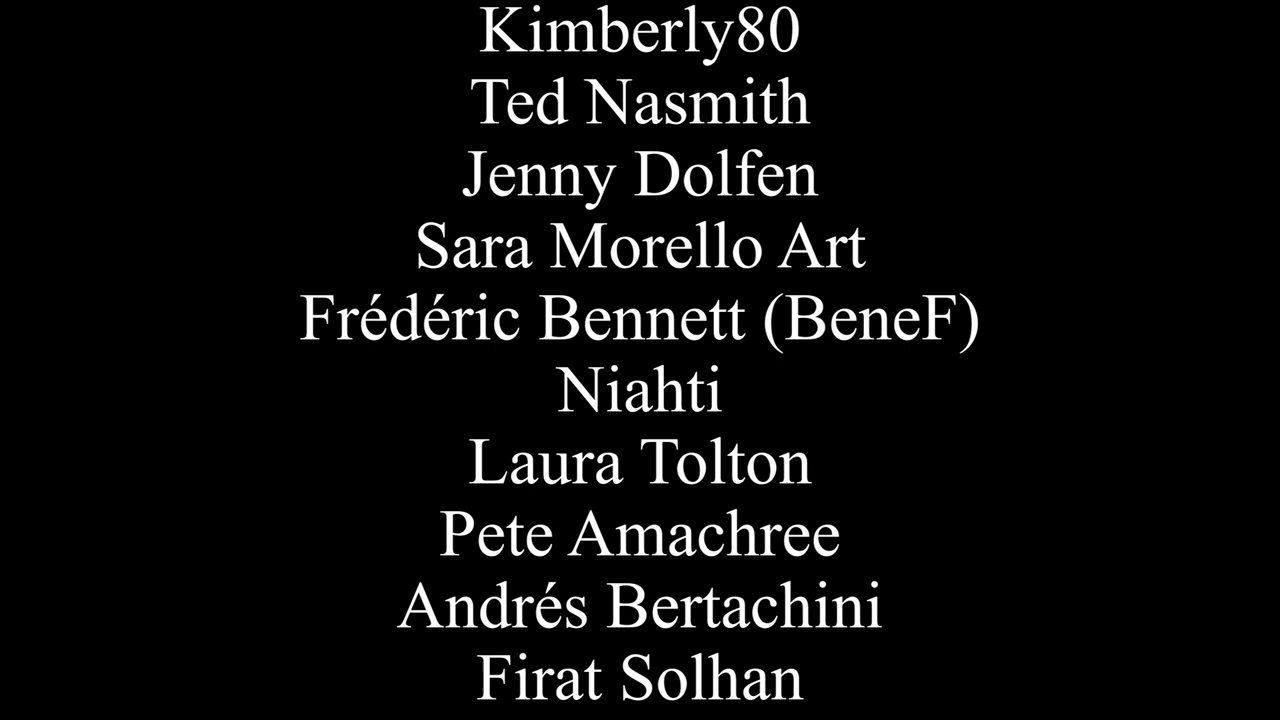 Kimberly80
Ted Nasmith
Jenny Dolfen
Sara Morello Art
Frédéric Bennett (BeneF)
Niahti
Laura Tolton
Pete Amachree
Andrés Bertachini
Firat Solhan